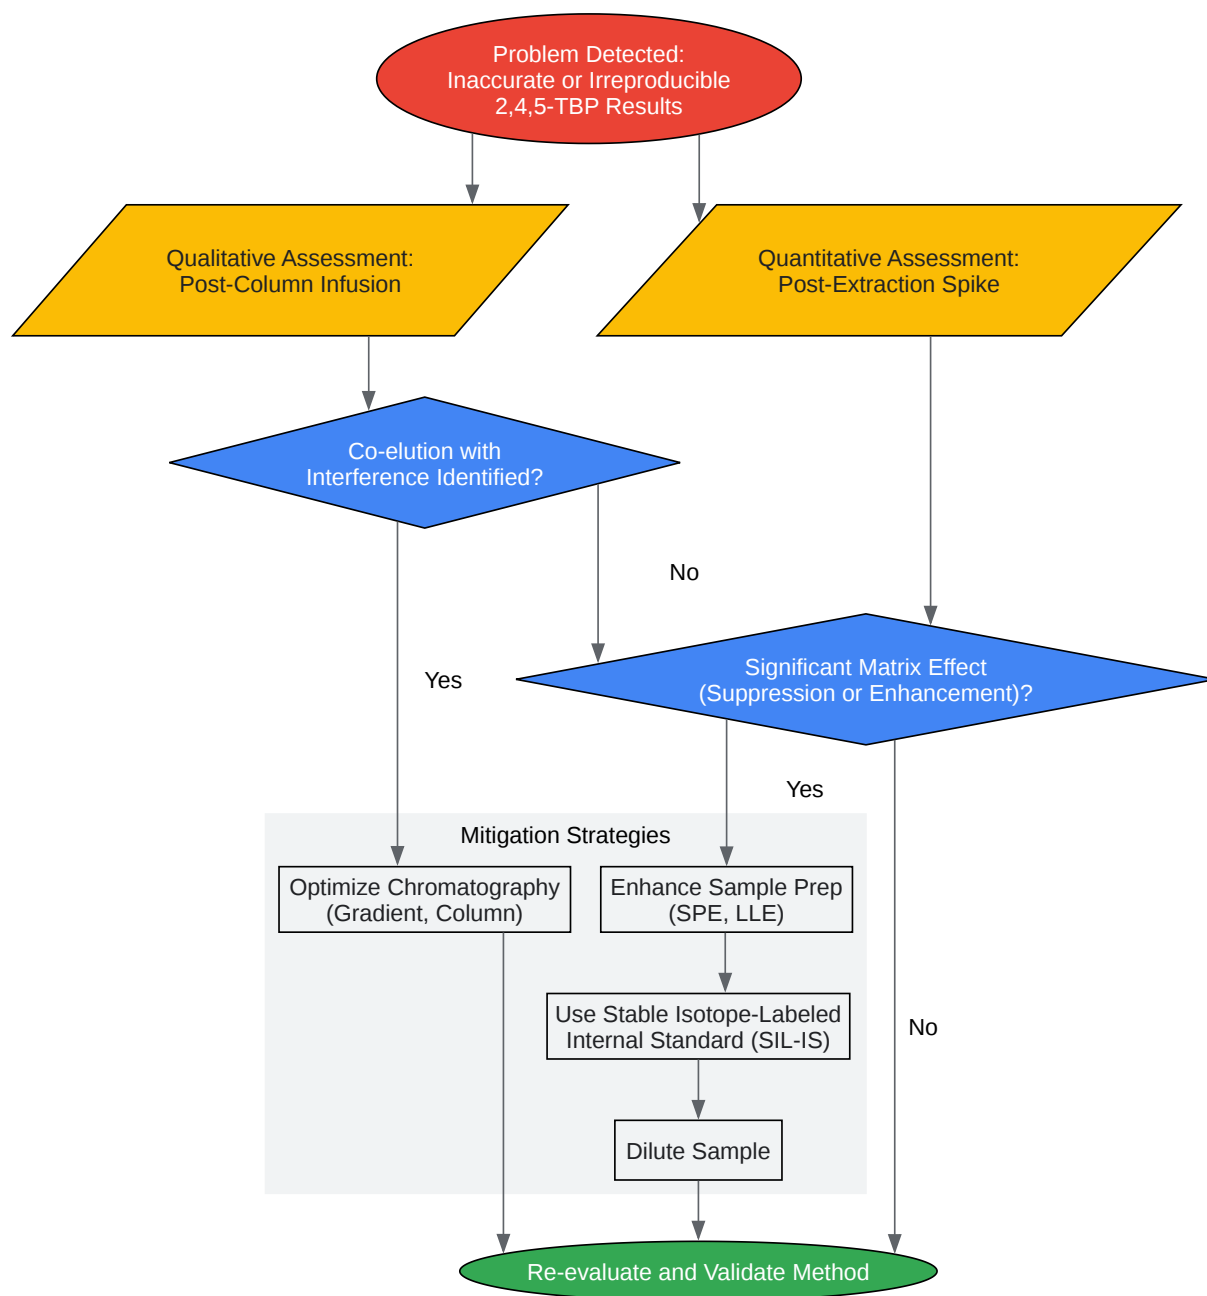 Problem Detected:
Inaccurate or Irreproducible
2,4,5-TBP Results
Qualitative Assessment:
Post-Column Infusion
Quantitative Assessment:
Post-Extraction Spike
Co-elution with
Interference Identified?
No
Significant Matrix Effect
(Suppression or Enhancement)?
Yes
Yes
Mitigation Strategies
Optimize Chromatography
(Gradient, Column)
Enhance Sample Prep
(SPE, LLE)
Use Stable Isotope-Labeled
Internal Standard (SIL-IS)
No
Dilute Sample
Re-evaluate and Validate Method